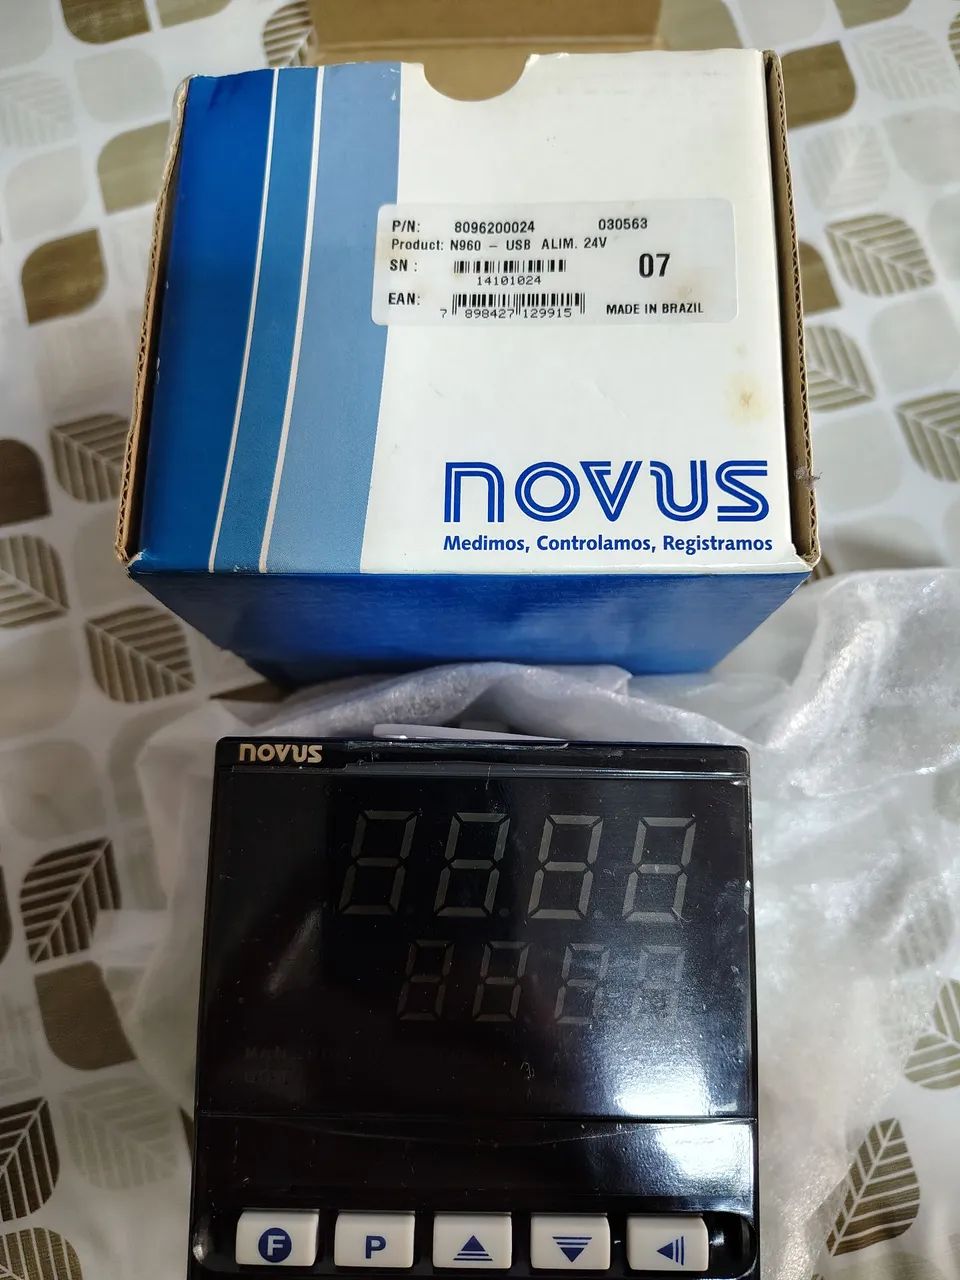 P/N: 8096200024 030563
Product: N960 - USB ALIM. 24V
SN : 07
14101024
EAN: 7 898427 129915 MADE IN BRAZIL
novus
Medimos, Controlamos, Registramos
novus
F P